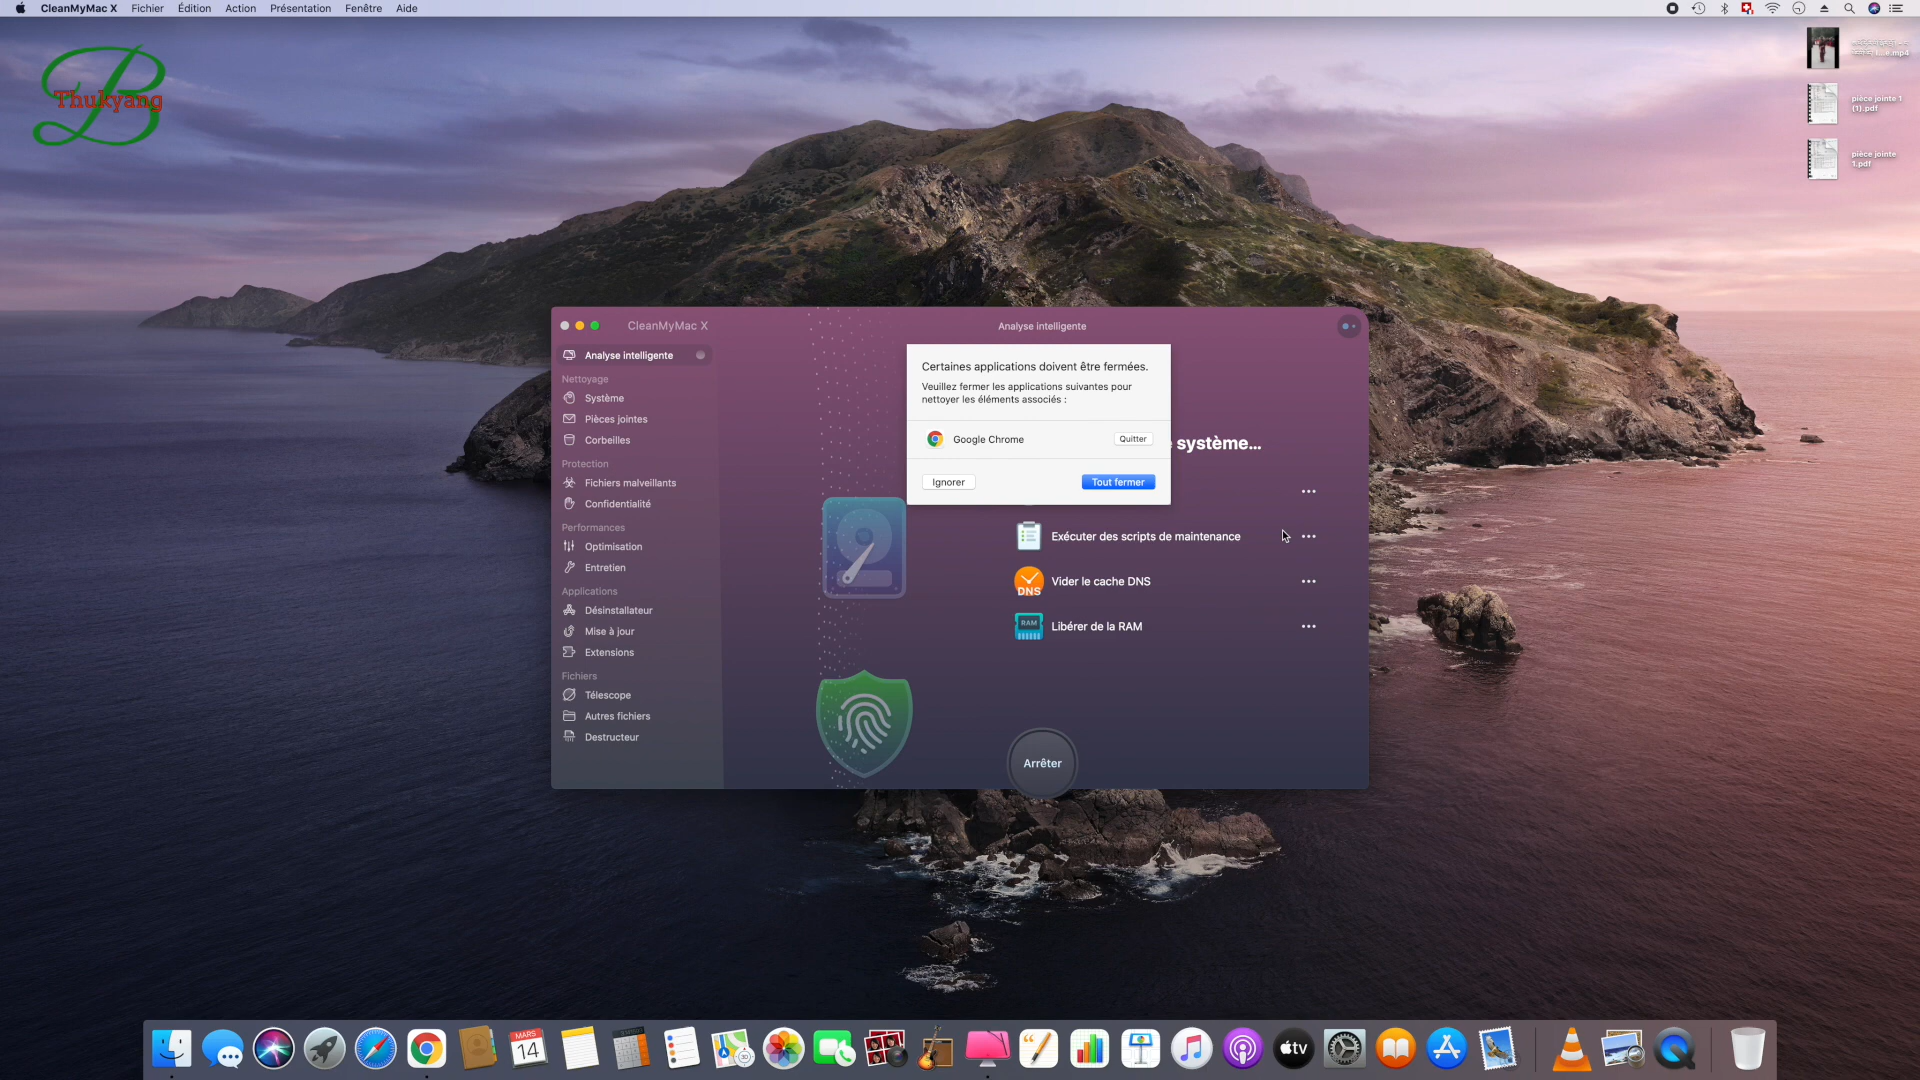 CleanMyMac X Fichier Édition Action Présentation Fenêtre Aide
B
Thukyang
pièce jointe 1
(1).pdf
pièce jointe
1.pdf
CleanMyMac X
Analyse intelligente
Analyse intelligente
Nettoyage
Système
Pièces jointes
Corbeilles
Protection
Fichiers malveillants
Confidentialité
Performances
Optimisation
Entretien
Applications
Désinstallateur
Mise à jour
Extensions
Fichiers
Télescope
Autres fichiers
Destructeur
Certaines applications doivent être fermées.
Veuillez fermer les applications suivantes pour
nettoyer les éléments associés :
Google Chrome Quitter
Ignorer Tout fermer
système...
Exécuter des scripts de maintenance
DNS
Vider le cache DNS
RAM
Libérer de la RAM
Arrêter
MARS
14
tv